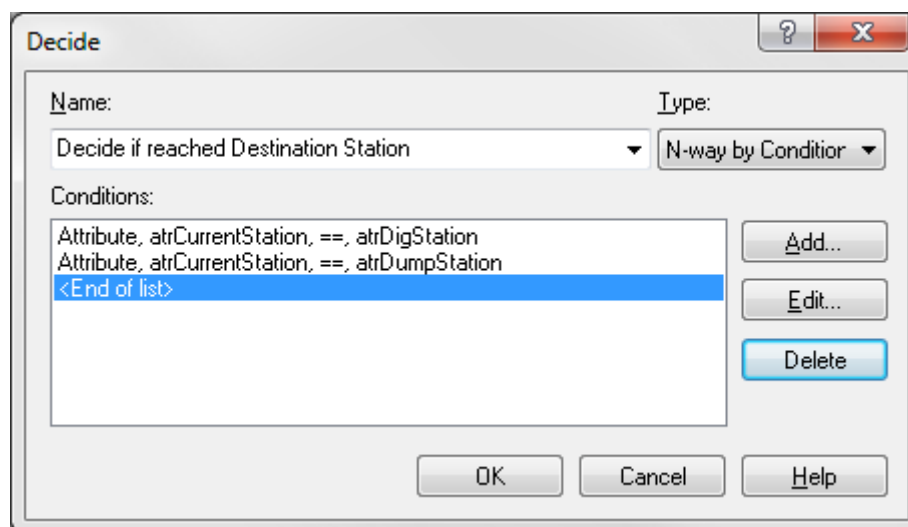 Decide
Name:
Type:
Decide if reached Destination Station
N-way by Condition
Conditions:
Attribute, atrCurrentStation, ==, atrDigStation
Attribute, atrCurrentStation, ==, atrDumpStation
<End of list>
Add...
Edit...
Delete
OK
Cancel
Help